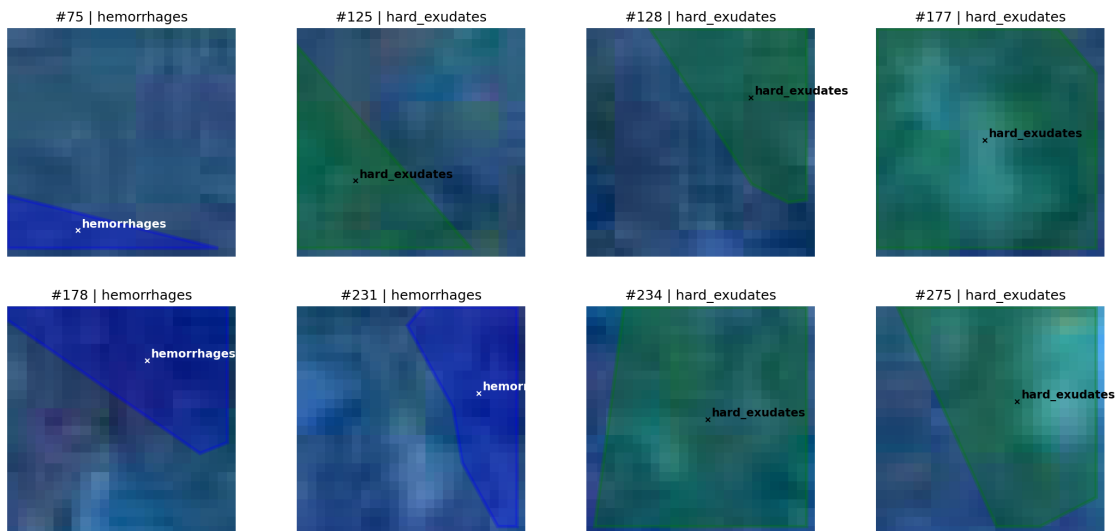 #75 | hemorrhages
#125 | hard_exudates
#128 | hard_exudates
#177 | hard_exudates
hemorrhages
hard_exudates
hard_exudates
hard_exudates
#178 | hemorrhages
#231 | hemorrhages
#234 | hard_exudates
#275 | hard_exudates
hemorrhages
hemorr
hard_exudates
hard_exudates